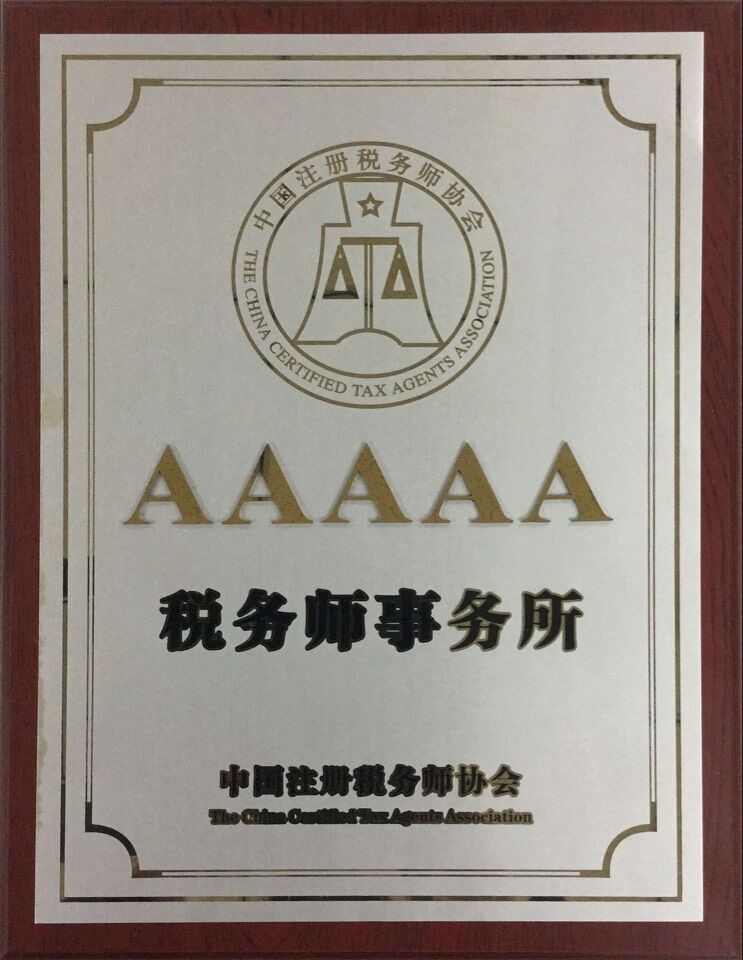 中国注册税务师协会
THE CHINA CERTIFIED TAX AGENTS ASSOCIATION
AAAAA
税务师事务所
中国注册税务师协会
The China Certified Tax Agents Association